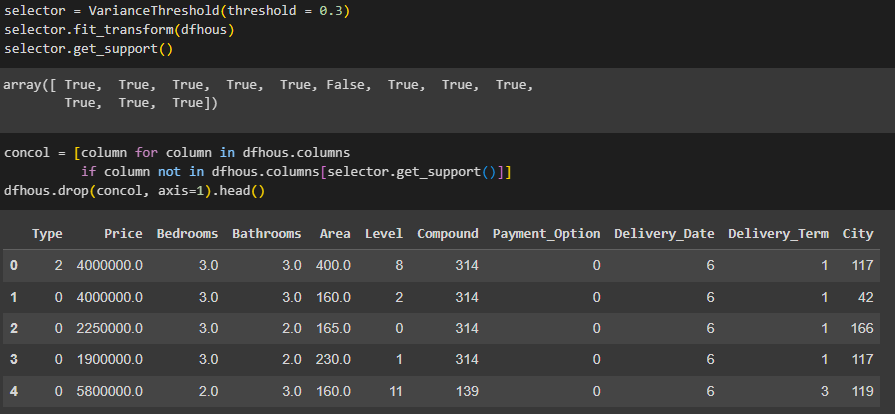 selector = VarianceThreshold(threshold = 0.3)
selector.fit_transform(dfhous)
selector.get_support()
array([ True,  True,  True,  True,  True, False,  True,  True,  True,
        True,  True,  True])
concol = [column for column in dfhous.columns
          if column not in dfhous.columns[selector.get_support()]]
dfhous.drop(concol, axis=1).head()
Type Price Bedrooms Bathrooms Area Level Compound Payment_Option Delivery_Date Delivery_Term City
0 2 4000000.0 3.0 3.0 400.0 8 314 0 6 1 117
1 0 4000000.0 3.0 3.0 160.0 2 314 0 6 1 42
2 0 2250000.0 3.0 2.0 165.0 0 314 0 6 1 166
3 0 1900000.0 3.0 2.0 230.0 1 314 0 6 1 117
4 0 5800000.0 2.0 3.0 160.0 11 139 0 6 3 119